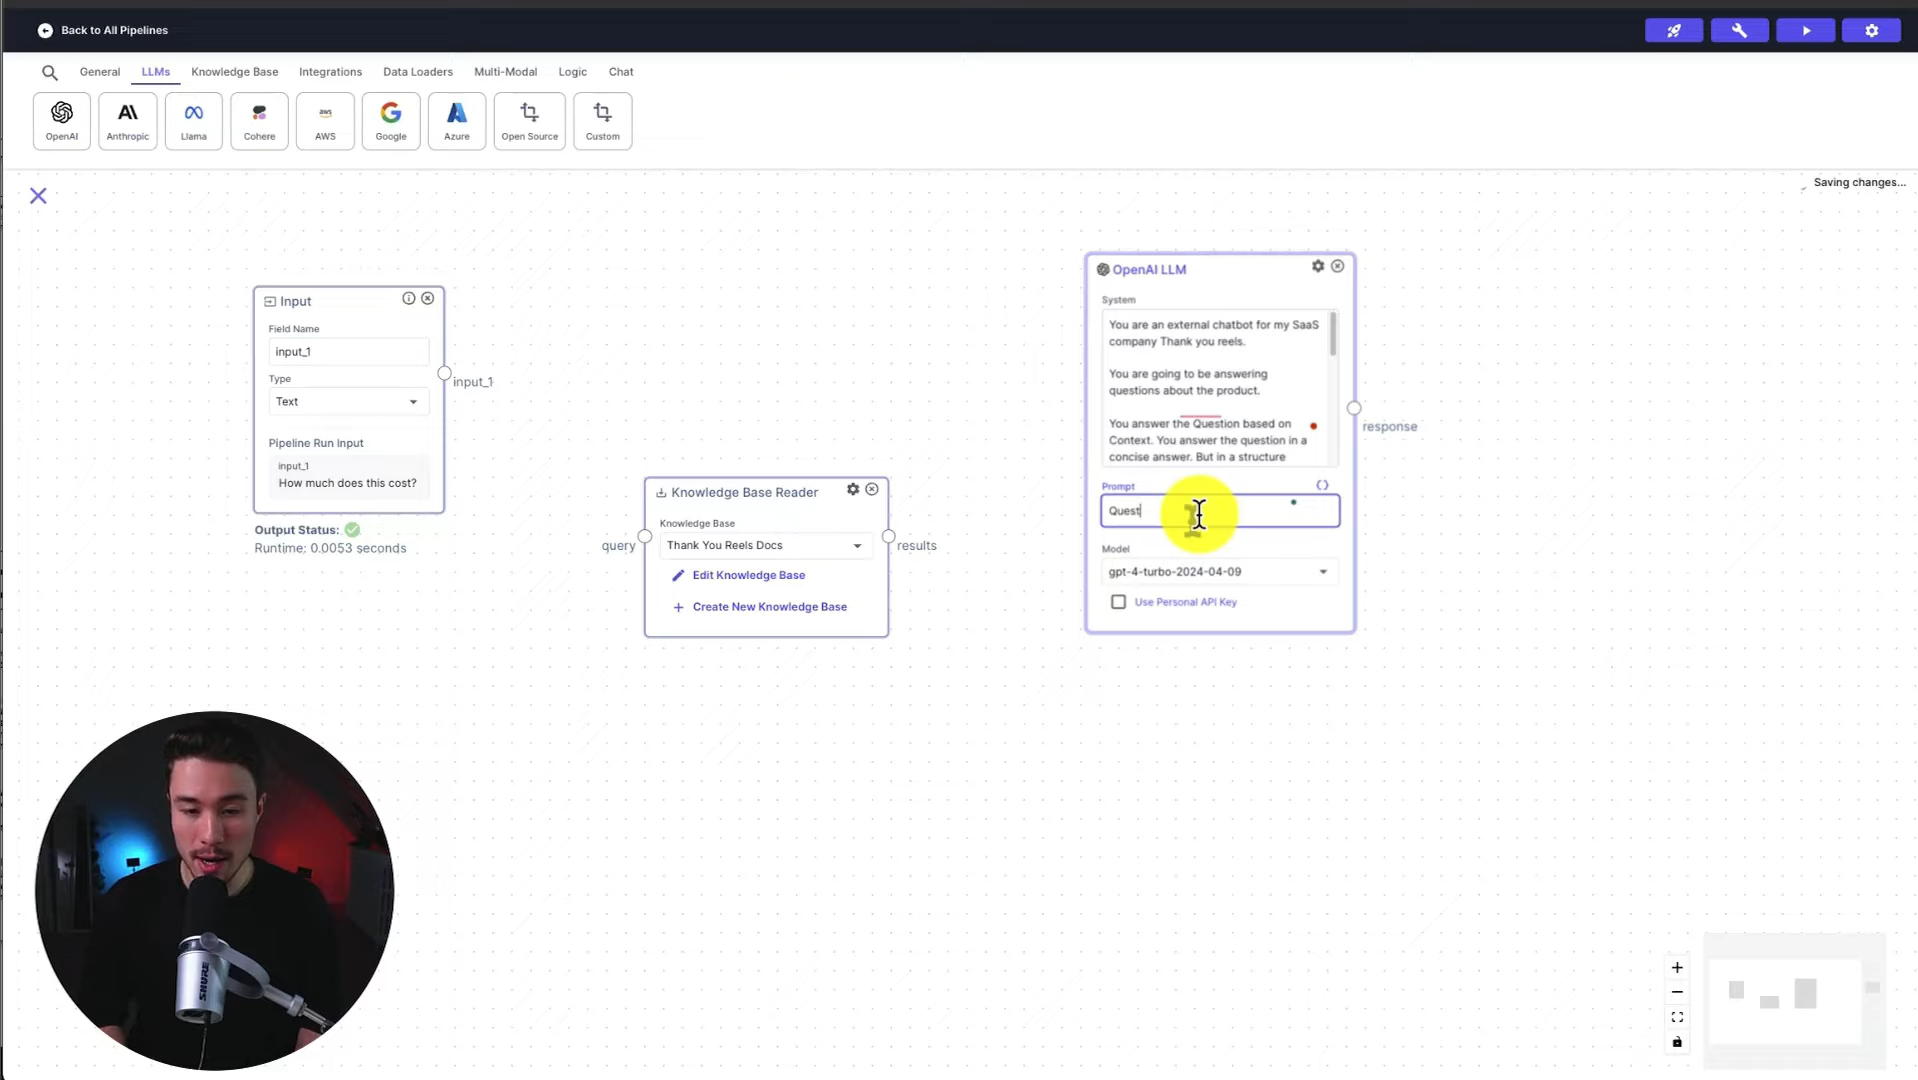 Back to All Pipelines
General
LLMs
Knowledge Base
Integrations
Data Loaders
Multi-Modal
Logic
Chat
OpenAI
Anthropic
Llama
Cohere
aws
AWS
Google
Azure
Open Source
Custom
Saving changes...
Input
Field Name
input_1
Type
Text
Pipeline Run Input
input_1
How much does this cost?
input_1
Output Status:
Runtime: 0.0053 seconds
Knowledge Base Reader
Knowledge Base
Thank You Reels Docs
Edit Knowledge Base
Create New Knowledge Base
query
results
OpenAI LLM
System
You are an external chatbot for my SaaS
company Thank you reels.
You are going to be answering
questions about the product.
You answer the Question based on
Context. You answer the question in a
concise answer. But in a structure
Prompt
Quest
Model
gpt-4-turbo-2024-04-09
Use Personal API Key
response
SHURE